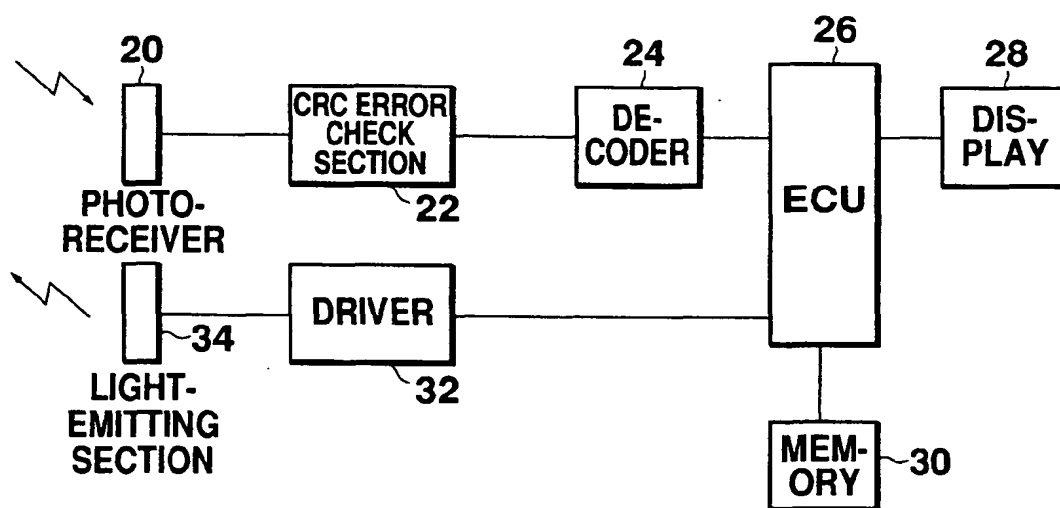 20
PHOTO-
RECEIVER
CRC ERROR
CHECK
SECTION
22
24
DE-
CODER
26
ECU
28
DIS-
PLAY
34
LIGHT-
EMITTING
SECTION
DRIVER
32
MEM-
ORY
30